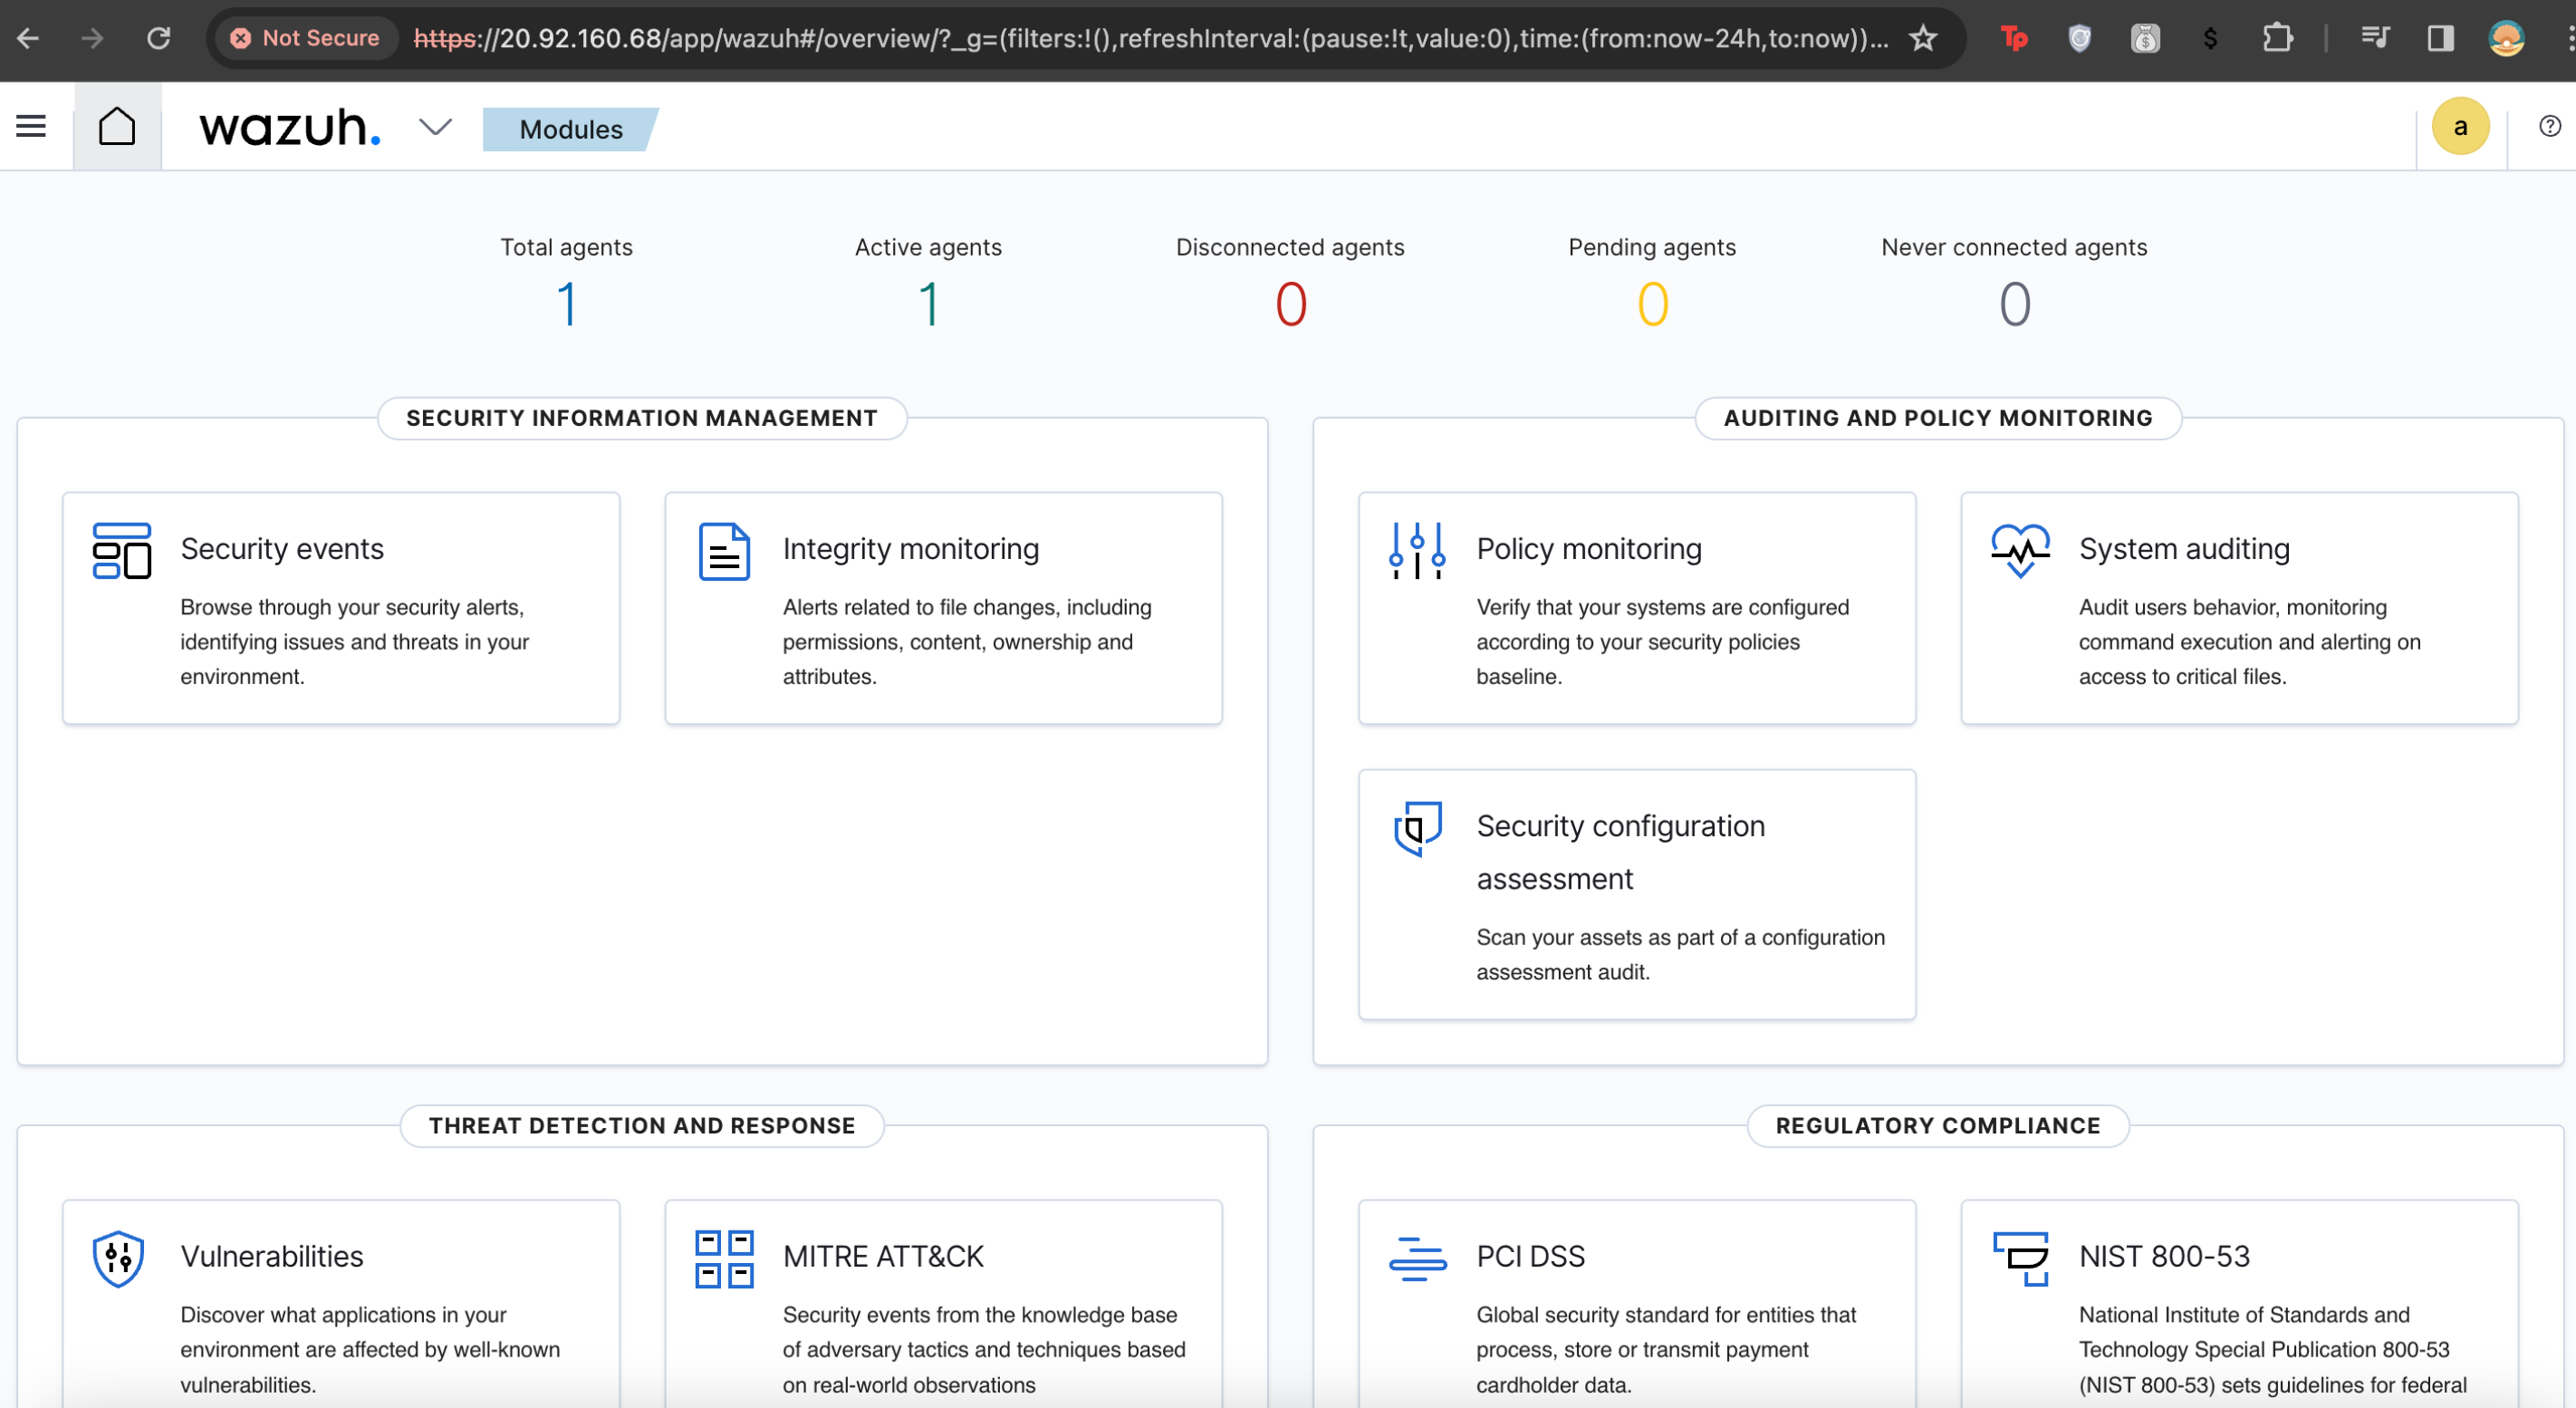 Not Secure https://20.92.160.68/app/wazuh#/overview/?_g=(filters:!(),refreshInterval:(pause:!t,value:0),time:(from:now-24h,to:now))... Tp $
wazuh. Modules a ?
Total agents Active agents Disconnected agents Pending agents Never connected agents
1 1 0 0 0
SECURITY INFORMATION MANAGEMENT
Security events
Browse through your security alerts,
identifying issues and threats in your
environment.
Integrity monitoring
Alerts related to file changes, including
permissions, content, ownership and
attributes.
AUDITING AND POLICY MONITORING
Policy monitoring
Verify that your systems are configured
according to your security policies
baseline.
System auditing
Audit users behavior, monitoring
command execution and alerting on
access to critical files.
Security configuration
assessment
Scan your assets as part of a configuration
assessment audit.
THREAT DETECTION AND RESPONSE
Vulnerabilities
Discover what applications in your
environment are affected by well-known
vulnerabilities.
MITRE ATT&CK
Security events from the knowledge base
of adversary tactics and techniques based
on real-world observations
REGULATORY COMPLIANCE
PCI DSS
Global security standard for entities that
process, store or transmit payment
cardholder data.
NIST 800-53
National Institute of Standards and
Technology Special Publication 800-53
(NIST 800-53) sets guidelines for federal